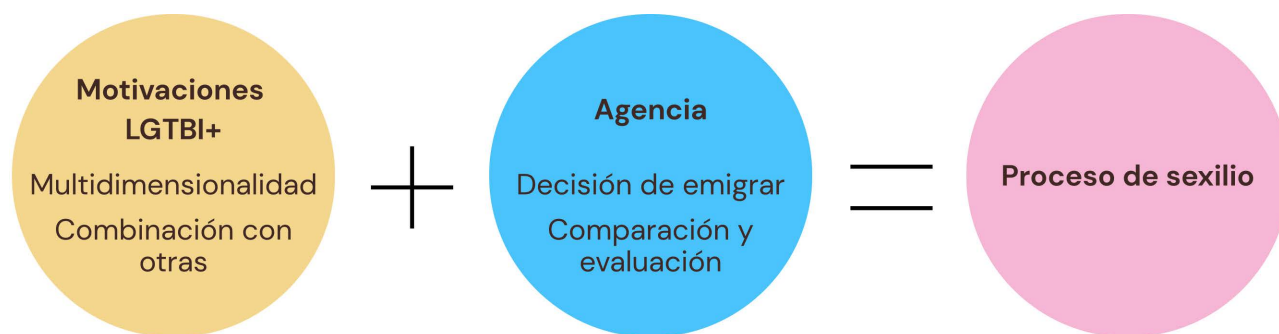 Motivaciones
LGTBI+
Multidimensionalidad
Combinación con
otras
+
Agencia
Decisión de emigrar
Comparación y
evaluación
=
Proceso de sexilio